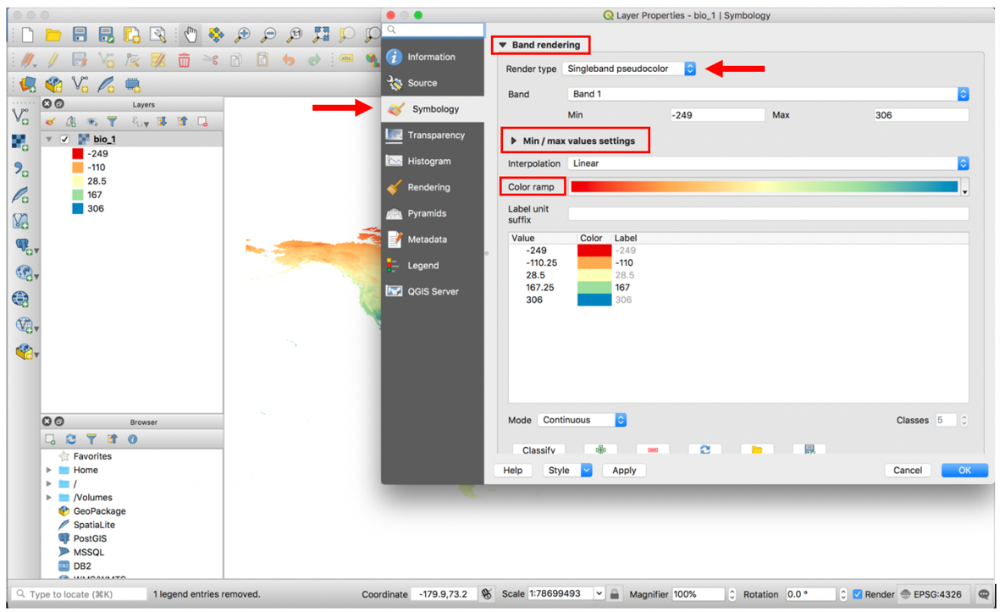 Layer Properties - bio_1 | Symbology
Layers
bio_1
-249
-110
28.5
167
306
Browser
Favorites
Home
/
/Volumes
GeoPackage
SpatiaLite
PostGIS
MSSQL
DB2
WMS/WMTS
Information
Source
Symbology
Transparency
Histogram
Rendering
Pyramids
Metadata
Legend
QGIS Server
Band rendering
Render type Singleband pseudocolor
Band Band 1
Min -249 Max 306
Min / max values settings
Interpolation Linear
Color ramp
Label unit
suffix
Value Color Label
-249 -249
-110.25 -110
28.5 28.5
167.25 167
306 306
Mode Continuous Classes 5
Classify
Help Style Apply Cancel OK
Type to locate (⌘K) 1 legend entries removed. Coordinate -179.9,73.2 Scale 1:78699493 Magnifier 100% Rotation 0.0 ° Render EPSG:4326